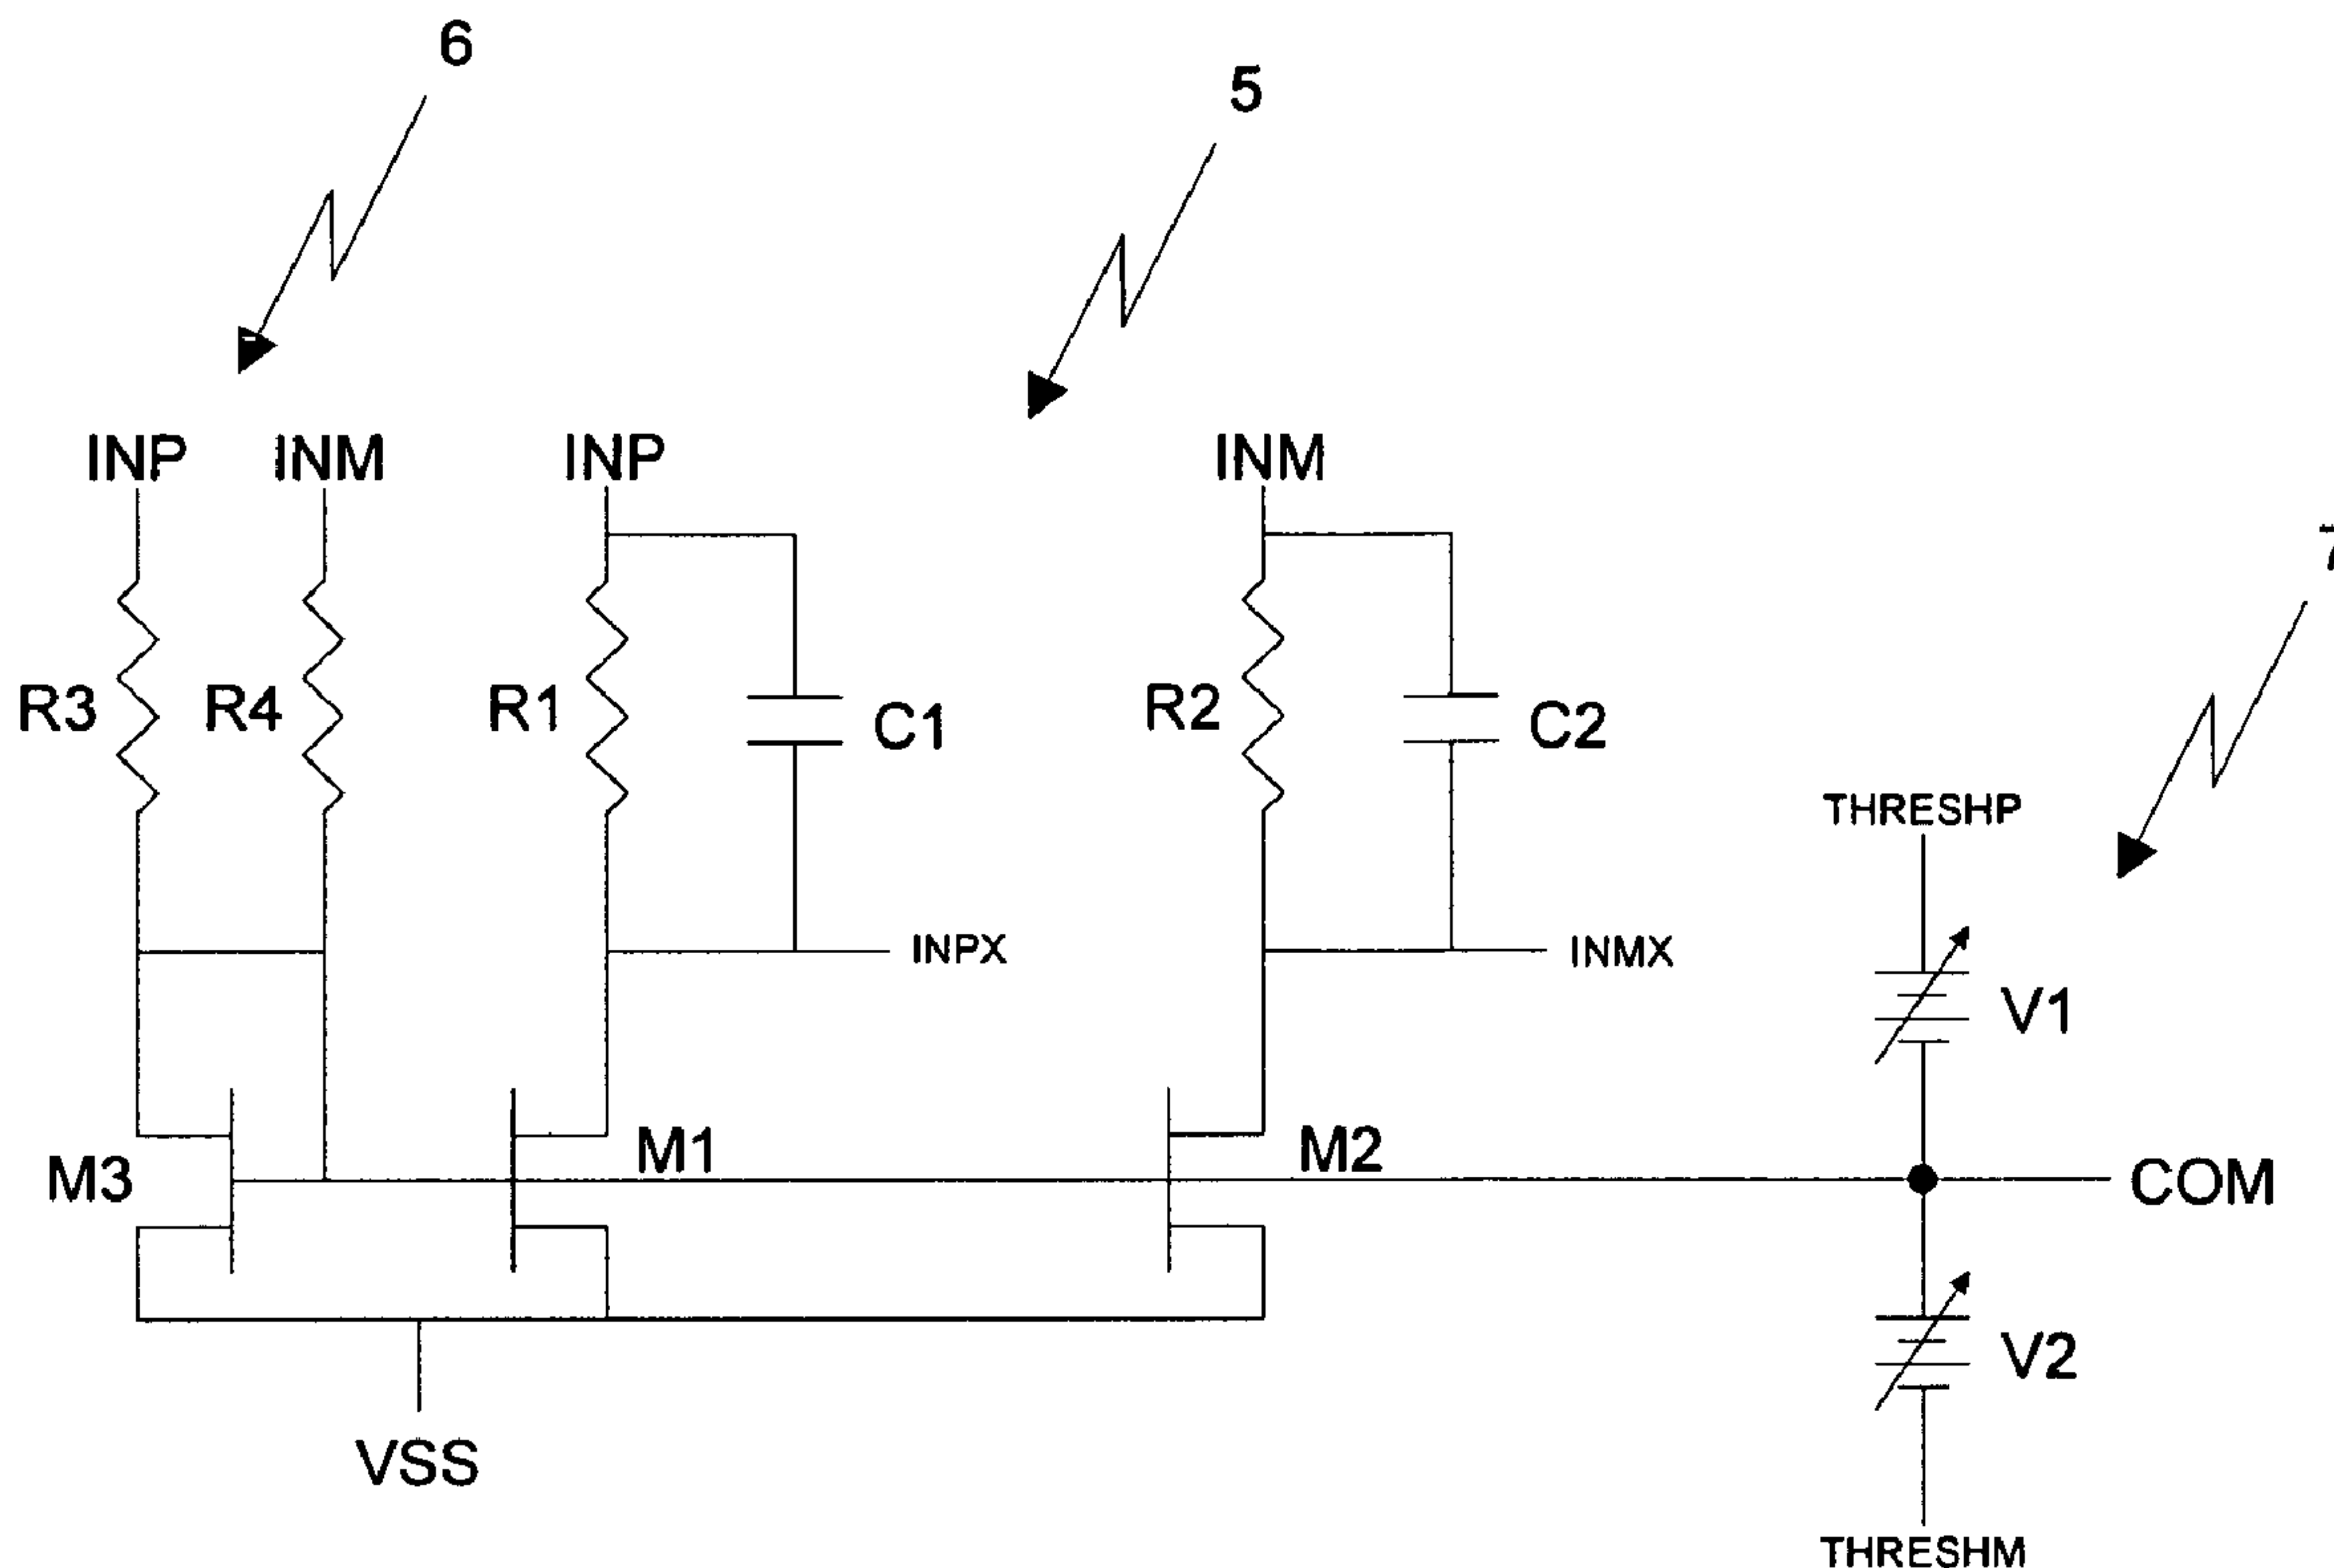 6
5
INP INM INP INM
7
R3 R4 R1 C1 R2 C2
THRESHP
INPX INMX
V1
M3 M1 M2 COM
V2
VSS
THRESHM